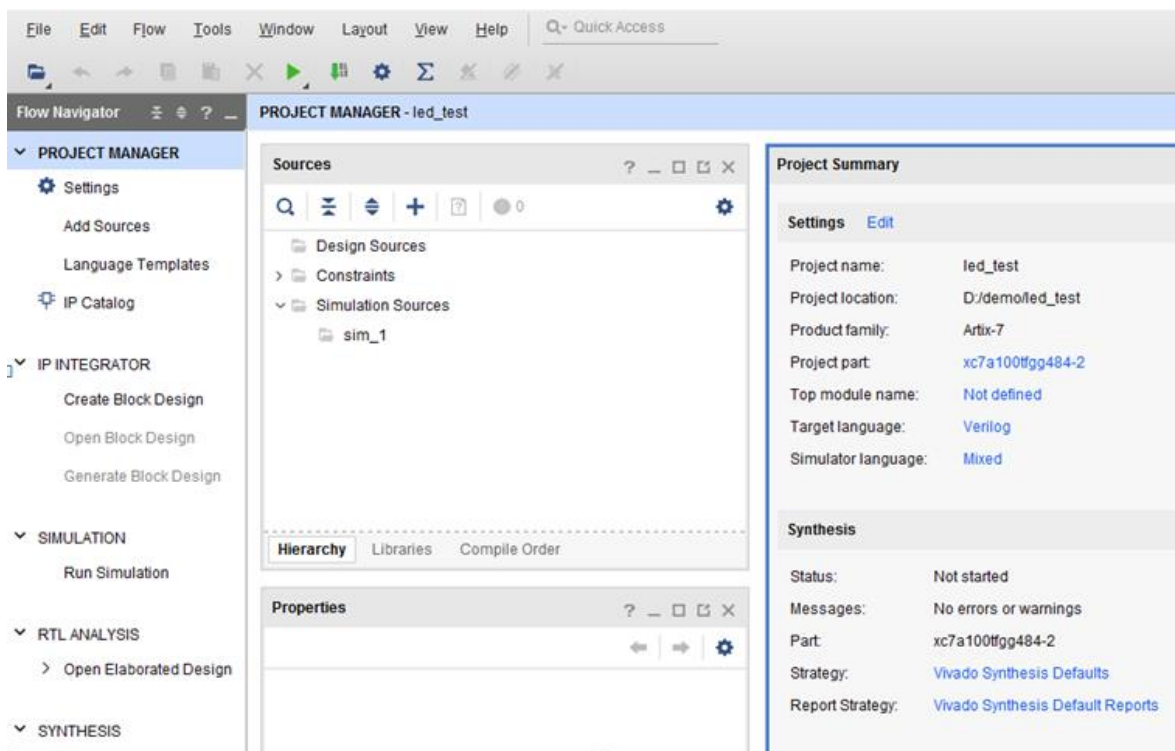 File Edit Flow Tools Window Layout View Help Quick Access
Flow Navigator ?
PROJECT MANAGER - led_test
PROJECT MANAGER
Settings
Add Sources
Language Templates
IP Catalog
IP INTEGRATOR
Create Block Design
Open Block Design
Generate Block Design
SIMULATION
Run Simulation
RTL ANALYSIS
Open Elaborated Design
SYNTHESIS
Sources ?
0
Design Sources
Constraints
Simulation Sources
sim_1
Hierarchy Libraries Compile Order
Properties ?
Project Summary
Settings Edit
Project name: led_test
Project location: D:/demo/led_test
Product family: Artix-7
Project part: xc7a100tfgg484-2
Top module name: Not defined
Target language: Verilog
Simulator language: Mixed
Synthesis
Status: Not started
Messages: No errors or warnings
Part: xc7a100tfgg484-2
Strategy: Vivado Synthesis Defaults
Report Strategy: Vivado Synthesis Default Reports